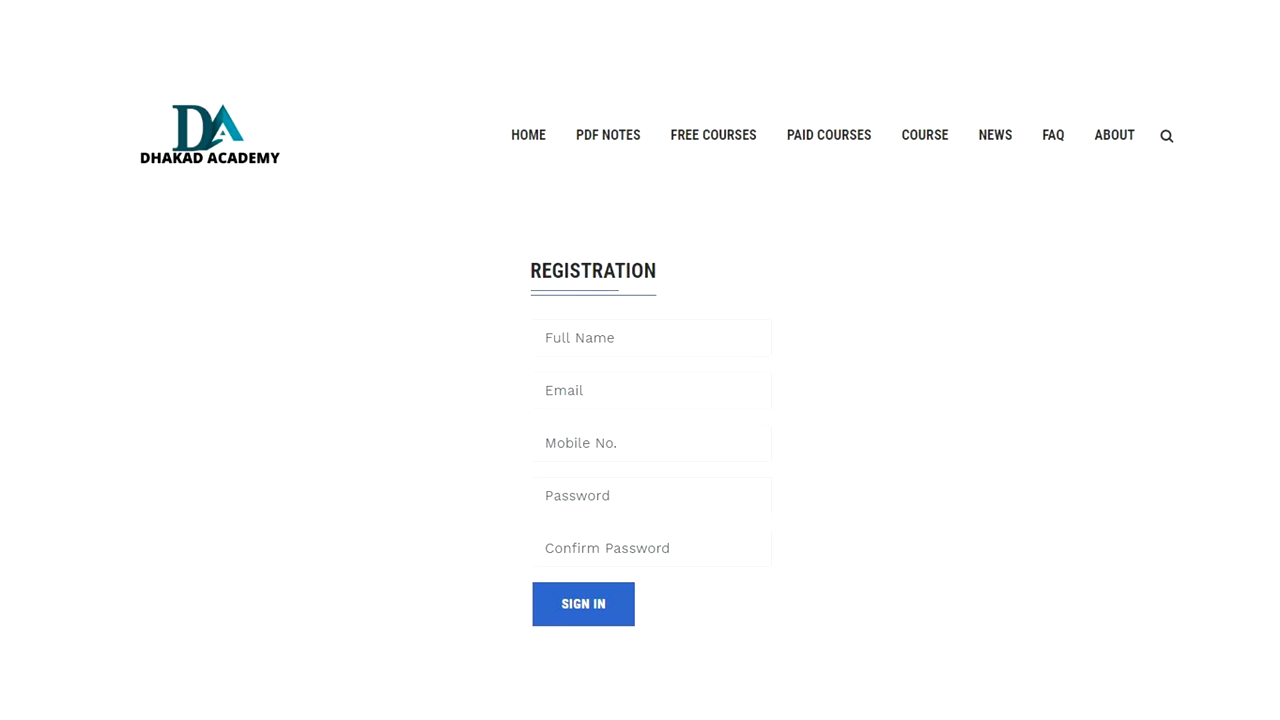 DA
DHAKAD ACADEMY
HOME PDF NOTES FREE COURSES PAID COURSES COURSE NEWS FAQ ABOUT
REGISTRATION
Full Name
Email
Mobile No.
Password
Confirm Password
SIGN IN